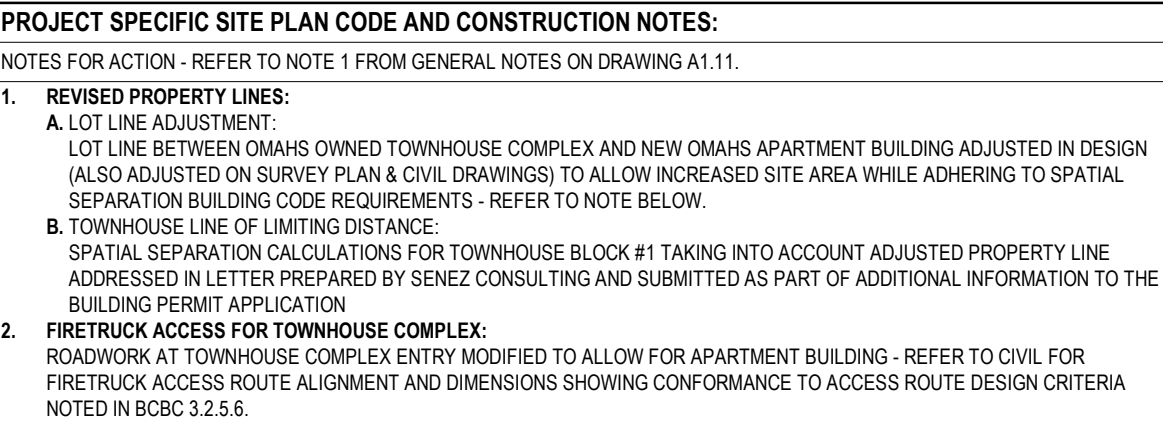 PROJECT SPECIFIC SITE PLAN CODE AND CONSTRUCTION NOTES:
NOTES FOR ACTION - REFER TO NOTE 1 FROM GENERAL NOTES ON DRAWING A1.11.
1. REVISED PROPERTY LINES:
A. LOT LINE ADJUSTMENT:
LOT LINE BETWEEN OMAHS OWNED TOWNHOUSE COMPLEX AND NEW OMAHS APARTMENT BUILDING ADJUSTED IN DESIGN
(ALSO ADJUSTED ON SURVEY PLAN & CIVIL DRAWINGS) TO ALLOW INCREASED SITE AREA WHILE ADHERING TO SPATIAL
SEPARATION BUILDING CODE REQUIREMENTS - REFER TO NOTE BELOW.
B. TOWNHOUSE LINE OF LIMITING DISTANCE:
SPATIAL SEPARATION CALCULATIONS FOR TOWNHOUSE BLOCK #1 TAKING INTO ACCOUNT ADJUSTED PROPERTY LINE
ADDRESSED IN LETTER PREPARED BY SENEZ CONSULTING AND SUBMITTED AS PART OF ADDITIONAL INFORMATION TO THE
BUILDING PERMIT APPLICATION
2. FIRETRUCK ACCESS FOR TOWNHOUSE COMPLEX:
ROADWORK AT TOWNHOUSE COMPLEX ENTRY MODIFIED TO ALLOW FOR APARTMENT BUILDING - REFER TO CIVIL FOR
FIRETRUCK ACCESS ROUTE ALIGNMENT AND DIMENSIONS SHOWING CONFORMANCE TO ACCESS ROUTE DESIGN CRITERIA
NOTED IN BCBC 3.2.5.6.